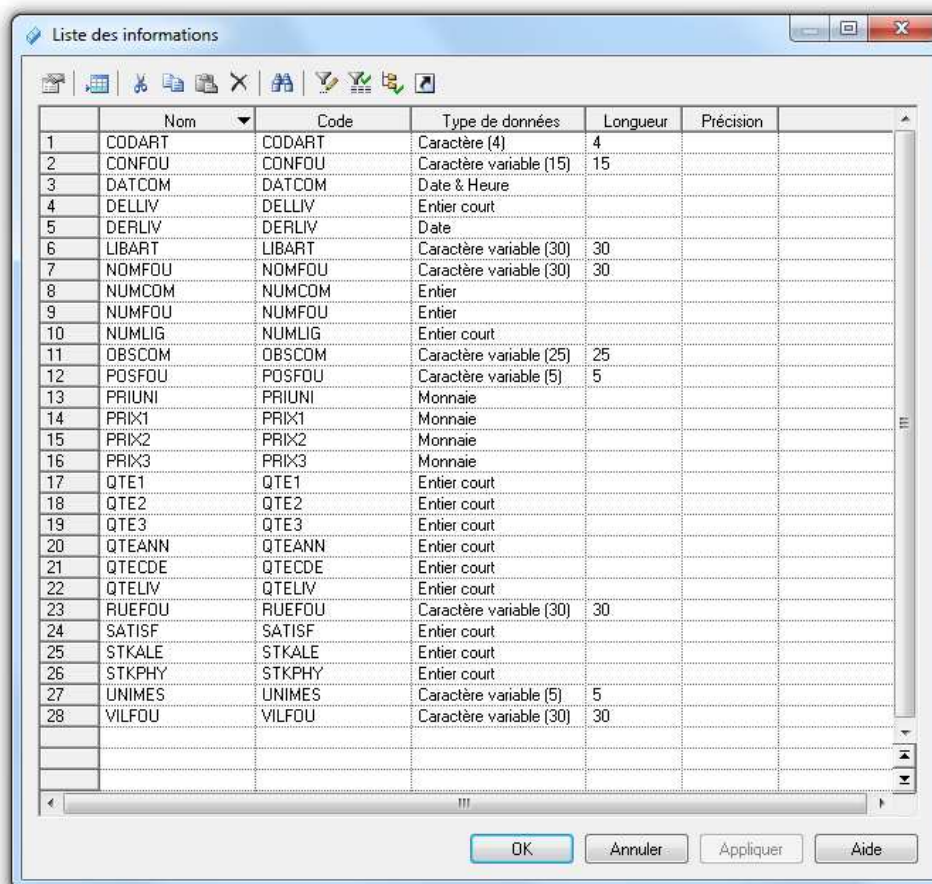 Liste des informations
Nom Code Type de données Longueur Précision
1 CODART CODART Caractère (4) 4
2 CONFOU CONFOU Caractère variable (15) 15
3 DATCOM DATCOM Date & Heure
4 DELLIV DELLIV Entier court
5 DERLIV DERLIV Date
6 LIBART LIBART Caractère variable (30) 30
7 NOMFOU NOMFOU Caractère variable (30) 30
8 NUMCOM NUMCOM Entier
9 NUMFOU NUMFOU Entier
10 NUMLIG NUMLIG Entier court
11 OBSCOM OBSCOM Caractère variable (25) 25
12 POSFOU POSFOU Caractère variable (5) 5
13 PRIUNI PRIUNI Monnaie
14 PRIX1 PRIX1 Monnaie
15 PRIX2 PRIX2 Monnaie
16 PRIX3 PRIX3 Monnaie
17 QTE1 QTE1 Entier court
18 QTE2 QTE2 Entier court
19 QTE3 QTE3 Entier court
20 QTEANN QTEANN Entier court
21 QTECDE QTECDE Entier court
22 QTELIV QTELIV Entier court
23 RUEFOU RUEFOU Caractère variable (30) 30
24 SATISF SATISF Entier court
25 STKALE STKALE Entier court
26 STKPHY STKPHY Entier court
27 UNIMES UNIMES Caractère variable (5) 5
28 VILFOU VILFOU Caractère variable (30) 30
OK Annuler Appliquer Aide